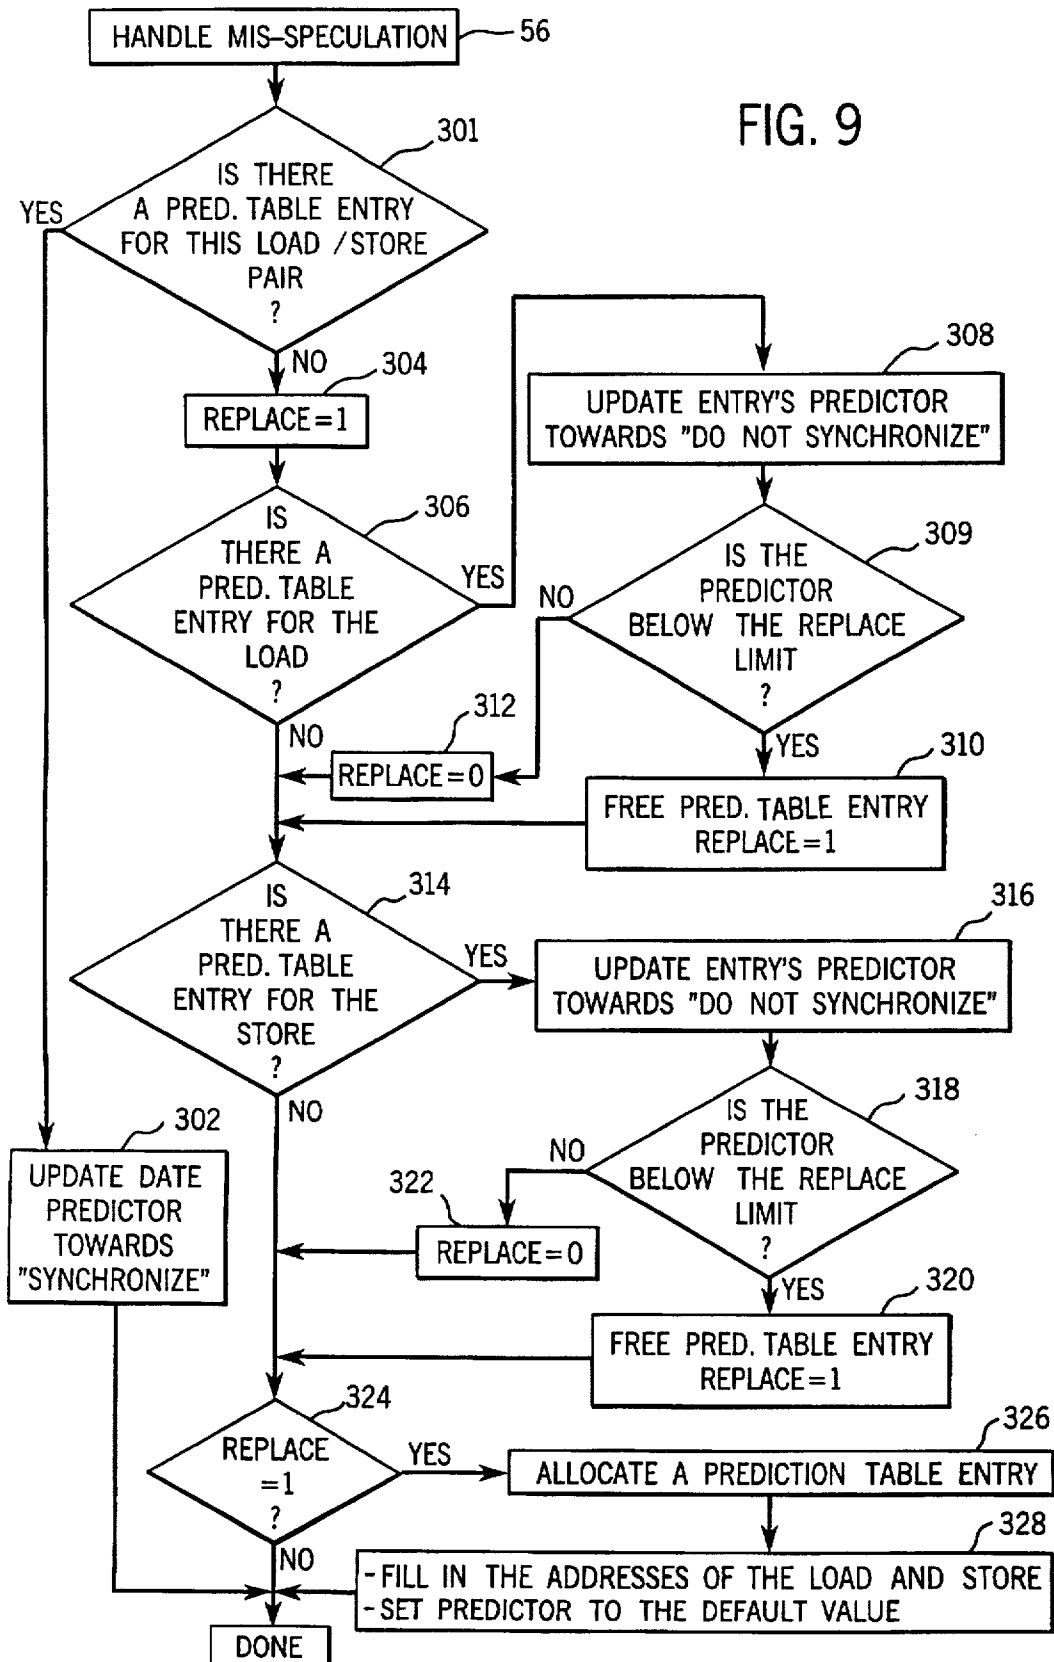 HANDLE MIS-SPECULATION
56
FIG. 9
301
IS THERE
A PRED. TABLE ENTRY
FOR THIS LOAD / STORE
PAIR
?
YES
NO
304
REPLACE=1
308
UPDATE ENTRY'S PREDICTOR
TOWARDS "DO NOT SYNCHRONIZE"
306
IS
THERE A
PRED. TABLE
ENTRY FOR THE
LOAD
?
YES
NO
309
IS THE
PREDICTOR
BELOW THE REPLACE
LIMIT
?
NO
YES
312
REPLACE=0
310
FREE PRED. TABLE ENTRY
REPLACE=1
314
IS
THERE A
PRED. TABLE
ENTRY FOR THE
STORE
?
YES
NO
316
UPDATE ENTRY'S PREDICTOR
TOWARDS "DO NOT SYNCHRONIZE"
318
IS THE
PREDICTOR
BELOW THE REPLACE
LIMIT
?
NO
YES
302
UPDATE DATE
PREDICTOR
TOWARDS
"SYNCHRONIZE"
322
REPLACE=0
320
FREE PRED. TABLE ENTRY
REPLACE=1
324
REPLACE
=1
?
YES
NO
326
ALLOCATE A PREDICTION TABLE ENTRY
328
-FILL IN THE ADDRESSES OF THE LOAD AND STORE
-SET PREDICTOR TO THE DEFAULT VALUE
DONE